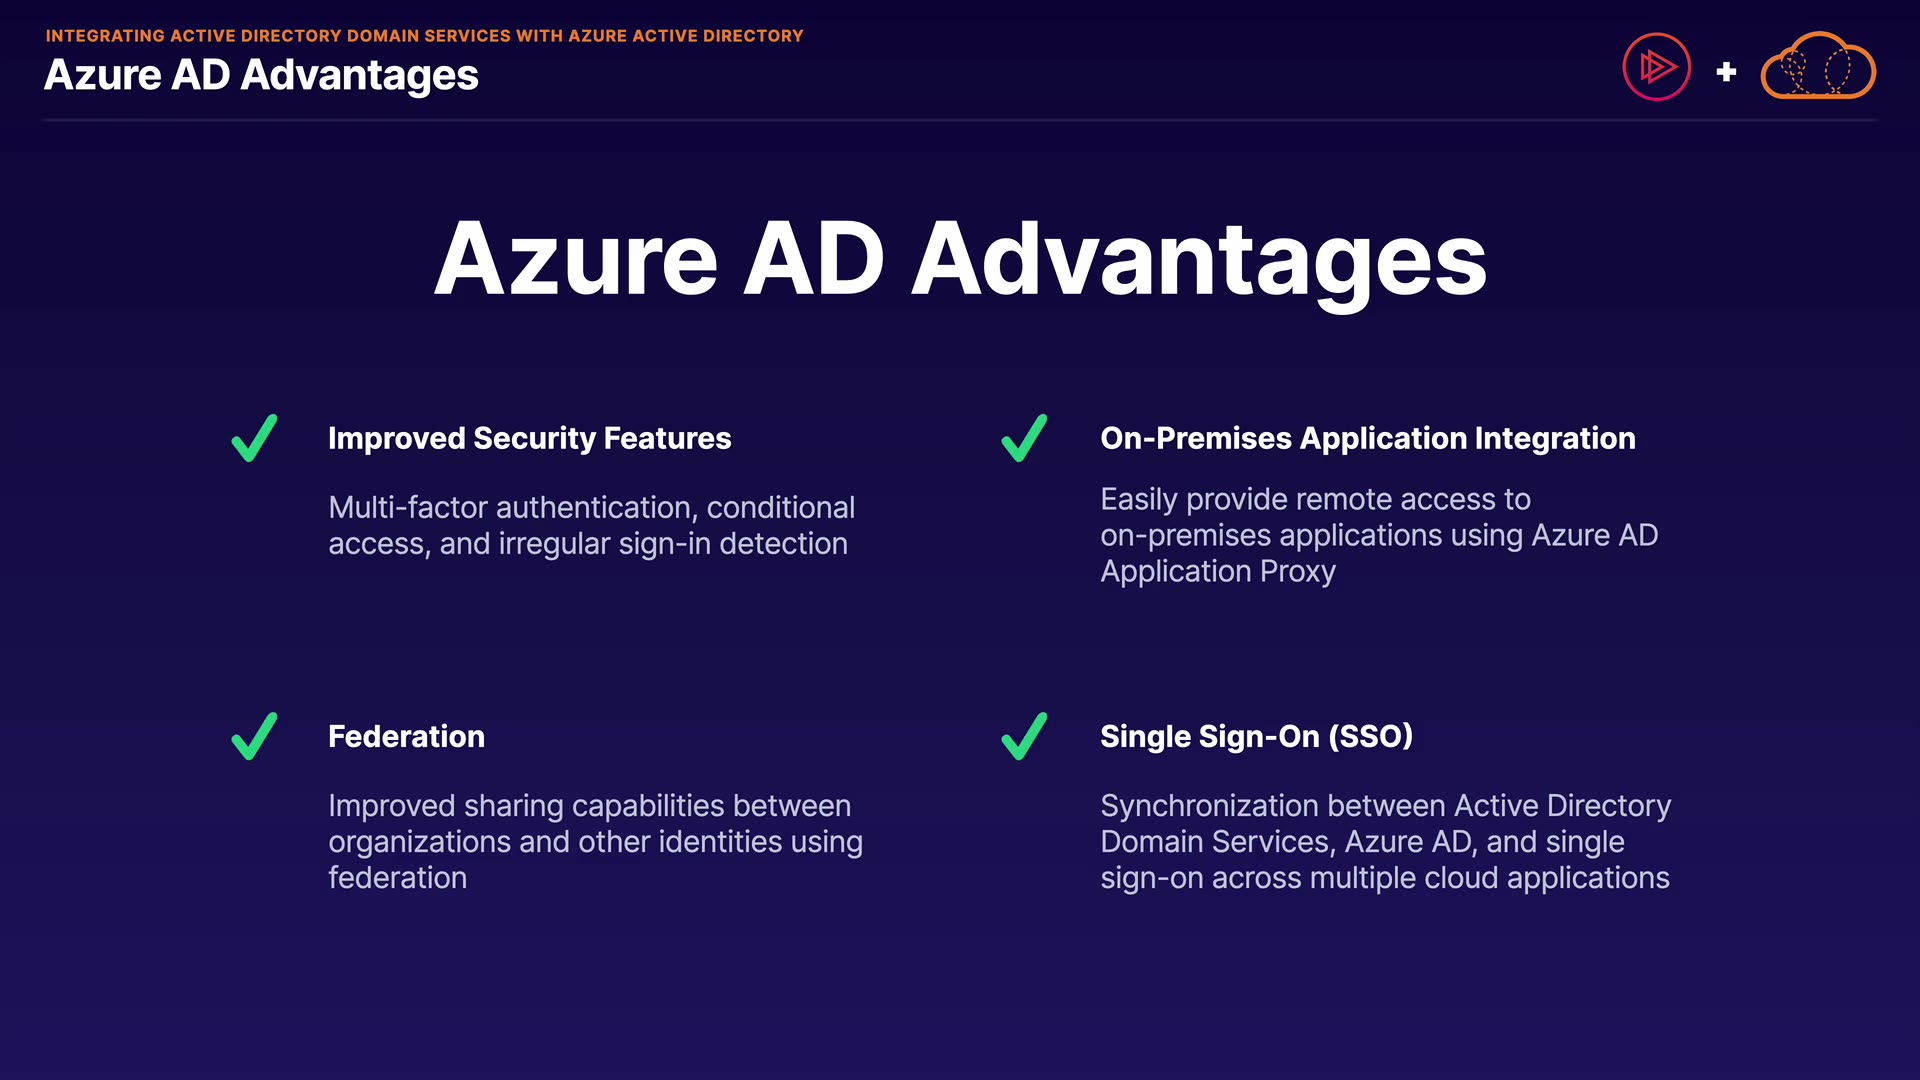 INTEGRATING ACTIVE DIRECTORY DOMAIN SERVICES WITH AZURE ACTIVE DIRECTORY
Azure AD Advantages
+
Azure AD Advantages
Improved Security Features
Multi-factor authentication, conditional
access, and irregular sign-in detection
On-Premises Application Integration
Easily provide remote access to
on-premises applications using Azure AD
Application Proxy
Federation
Improved sharing capabilities between
organizations and other identities using
federation
Single Sign-On (SSO)
Synchronization between Active Directory
Domain Services, Azure AD, and single
sign-on across multiple cloud applications